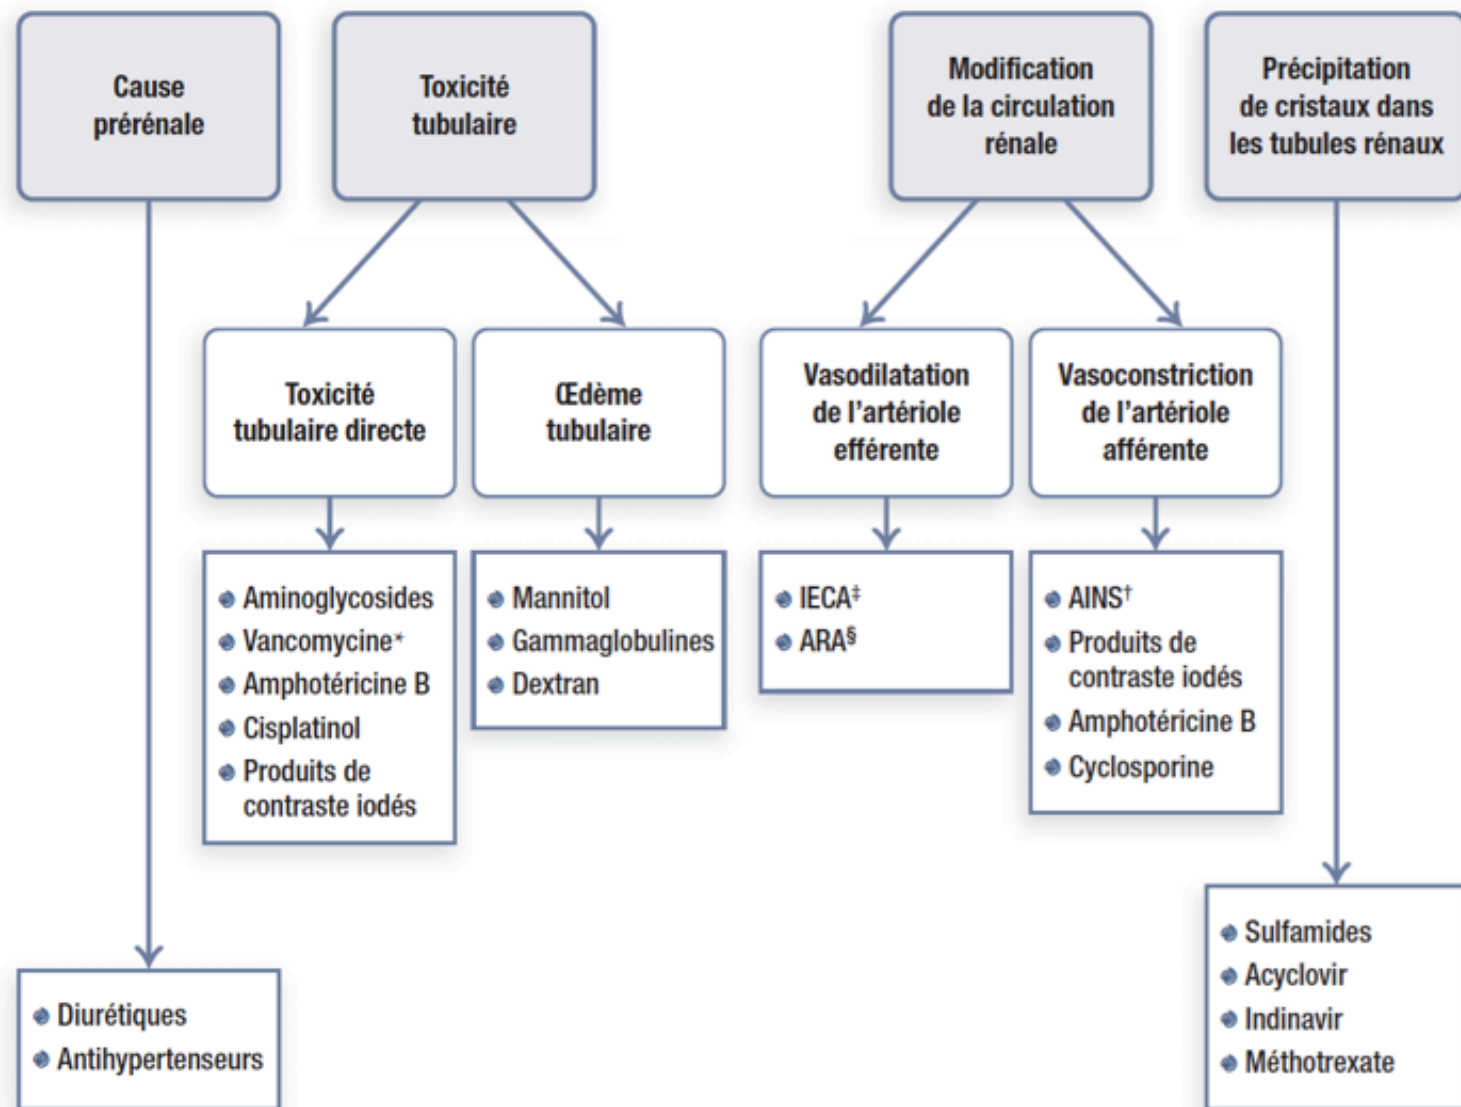 Cause
prérénale
Toxicité
tubulaire
Modification
de la circulation
rénale
Précipitation
de cristaux dans
les tubules rénaux
Toxicité
tubulaire directe
Œdème
tubulaire
Vasodilatation
de l’artériole
efférente
Vasoconstriction
de l’artériole
afférente
Aminoglycosides
Vancomycine*
Amphotéricine B
Cisplatinol
Produits de
contraste iodés
Mannitol
Gammaglobulines
Dextran
IECA‡
ARA§
AINS†
Produits de
contraste iodés
Amphotéricine B
Cyclosporine
Diurétiques
Antihypertenseurs
Sulfamides
Acyclovir
Indinavir
Méthotrexate